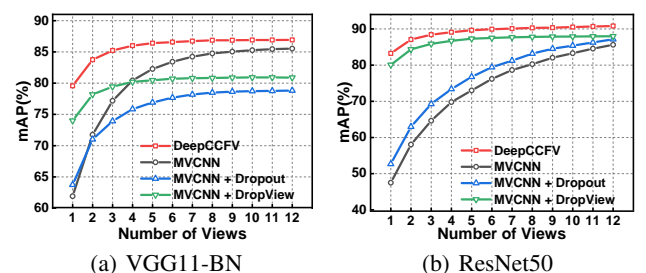 90
85
80
75
70
65
60
mAP(%)
DeepCCFV
MVCNN
MVCNN + Dropout
MVCNN + DropView
1 2 3 4 5 6 7 8 9 10 11 12
Number of Views
(a) VGG11-BN
90
80
70
60
50
40
mAP(%)
DeepCCFV
MVCNN
MVCNN + Dropout
MVCNN + DropView
1 2 3 4 5 6 7 8 9 10 11 12
Number of Views
(b) ResNet50